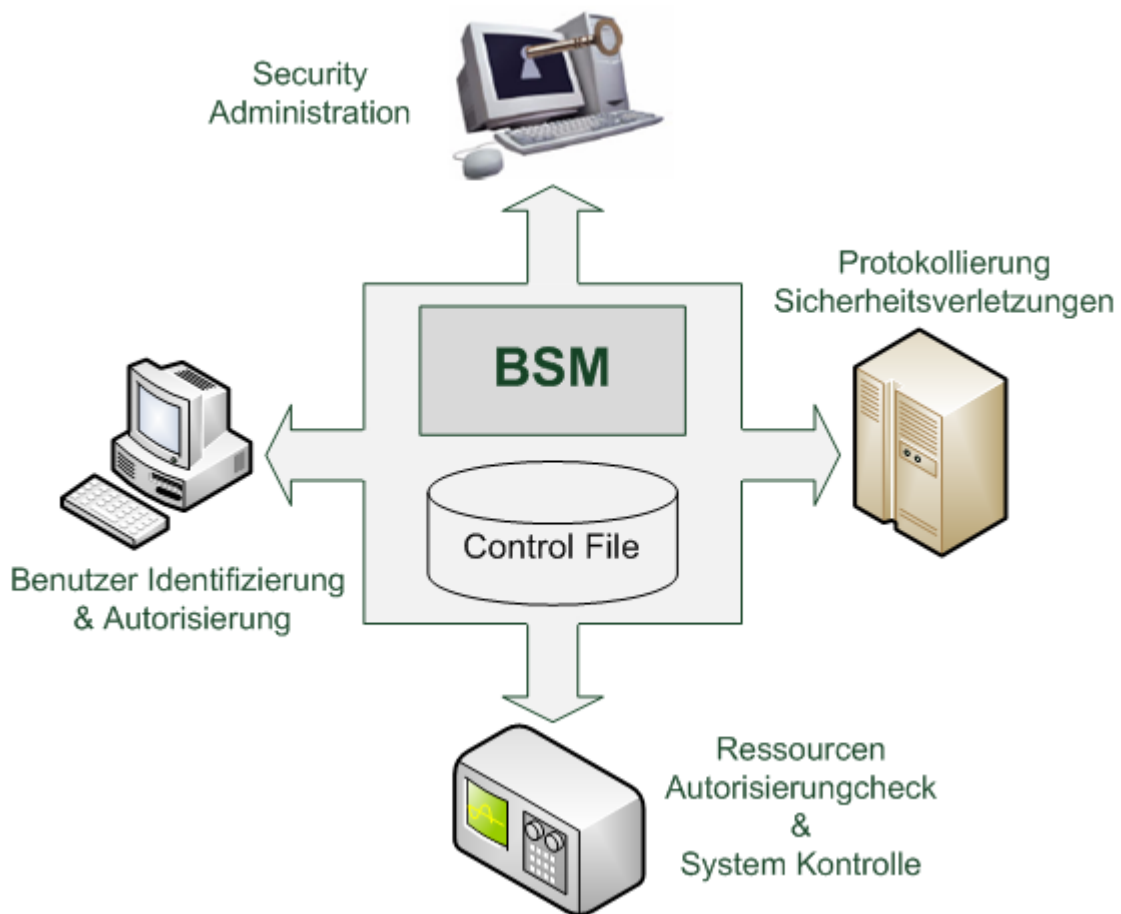 Security
Administration
Protokollierung
Sicherheitsverletzungen
BSM
Control File
Benutzer Identifizierung
& Autorisierung
Ressourcen
Autorisierungcheck
&
System Kontrolle